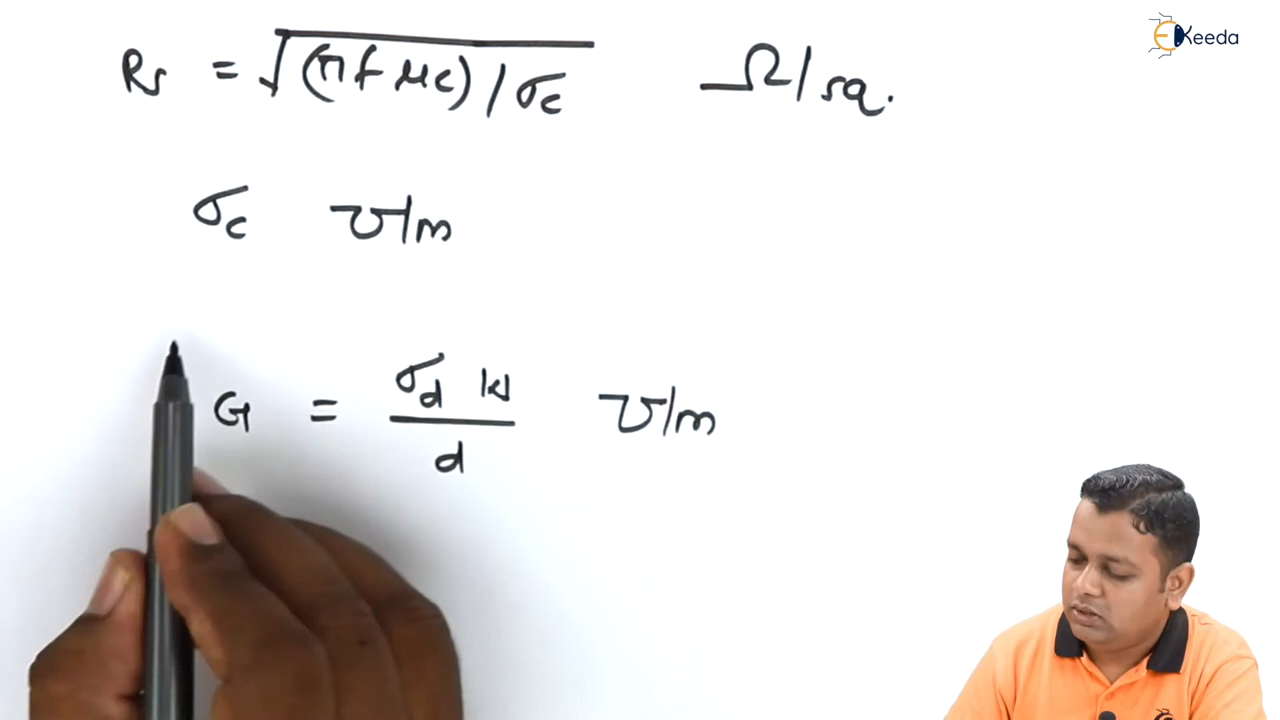 EKeeda
Rs = √(πf μc) / σc Ω/sq.
σc ℧/m
G = σd W / d ℧/m